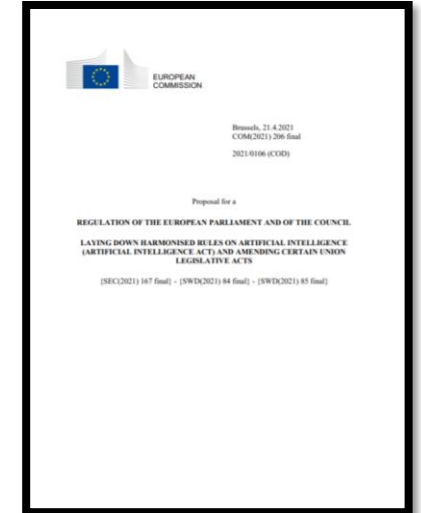 EUROPEAN
COMMISSION
Brussels, 21.4.2021
COM(2021) 206 final
2021/0106 (COD)
Proposal for a
REGULATION OF THE EUROPEAN PARLIAMENT AND OF THE COUNCIL
LAYING DOWN HARMONISED RULES ON ARTIFICIAL INTELLIGENCE
(ARTIFICIAL INTELLIGENCE ACT) AND AMENDING CERTAIN UNION
LEGISLATIVE ACTS
{SEC(2021) 167 final} - {SWD(2021) 84 final} - {SWD(2021) 85 final}